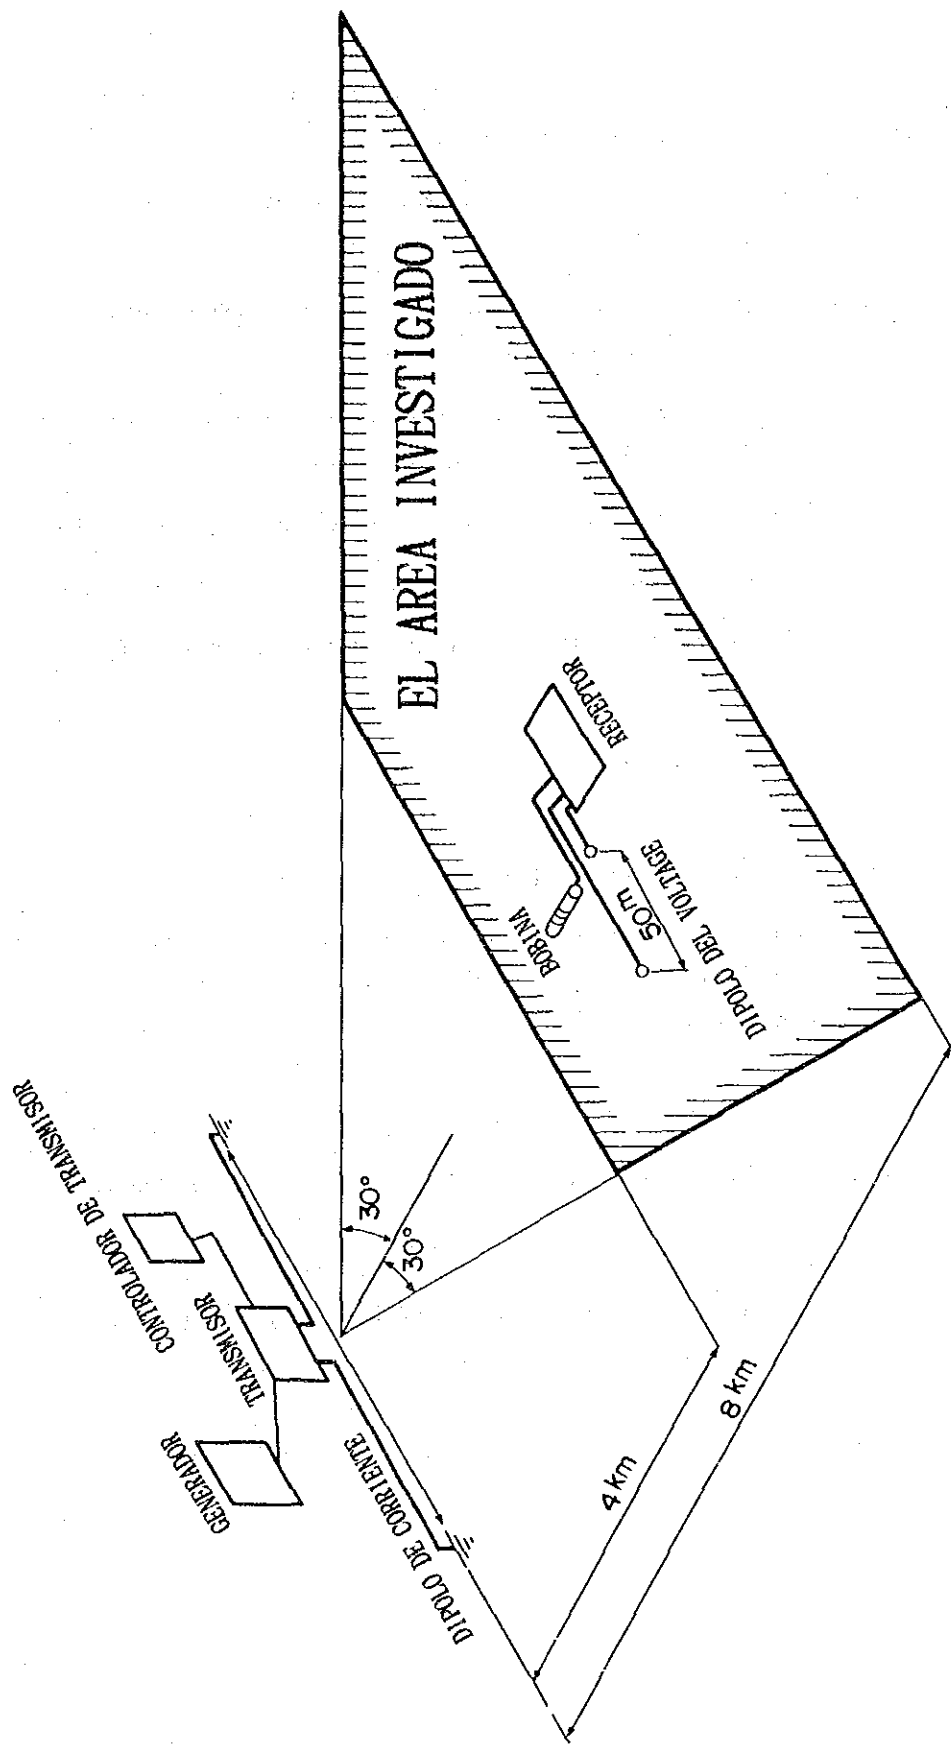 CONTROLADOR DE TRANSMISOR
TRANSMISOR
GENERADOR
DIPOLO DE CORRIENTE
30°
30°
EL AREA INVESTIGADO
RECEPTOR
BOBINA
50m
DIPOLO DEL VOLTAGE
4 km
8 km